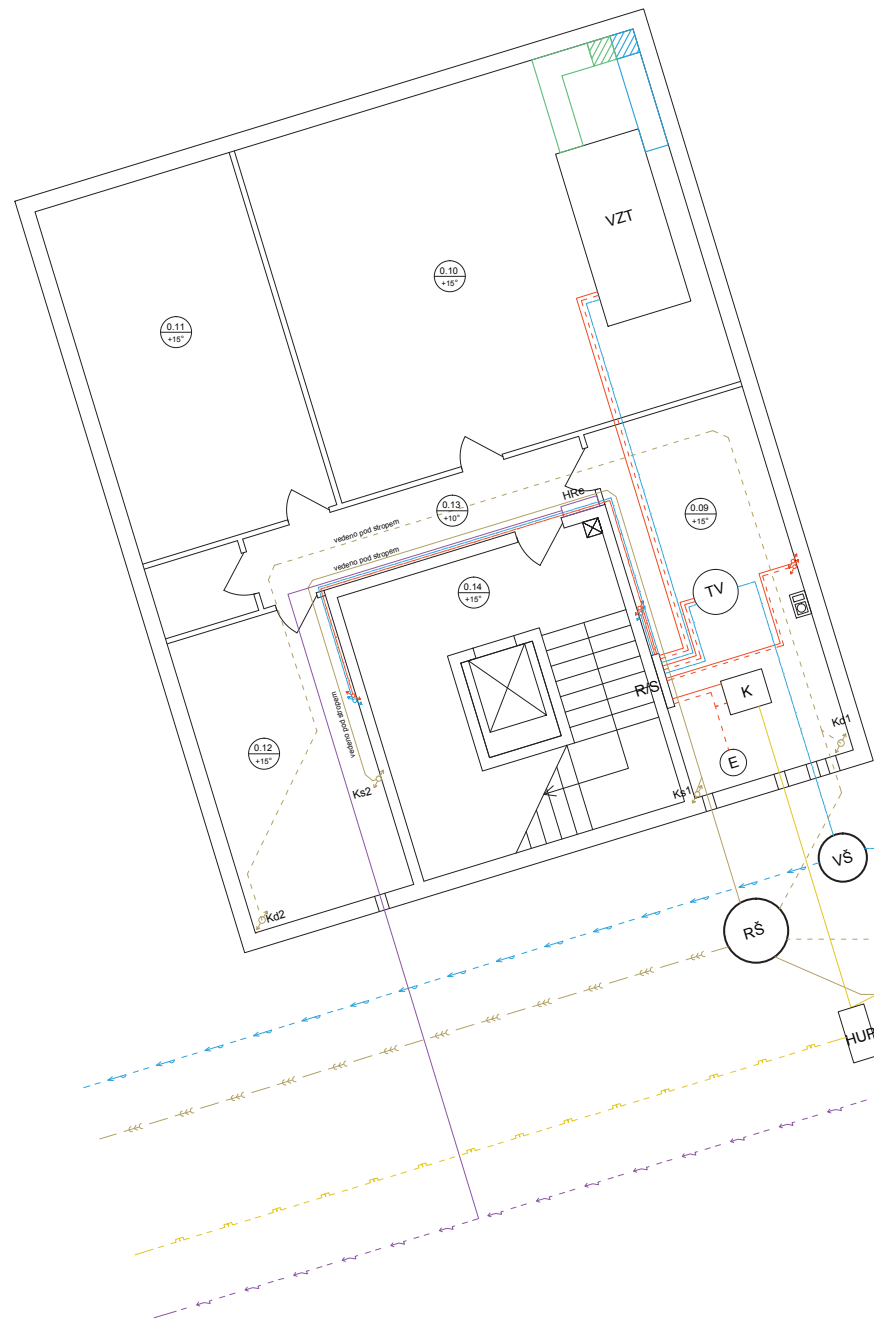 VZT
0.10
+15°
0.11
+15°
HRe
0.13
+10°
0.09
+15°
vedeno pod stropem
vedeno pod stropem
0.14
+15°
TV
R/S
K
vedeno pod stropem
0.12
+15°
Kd1
E
Ks2
Ks1
VŠ
Kd2
RŠ
HUP